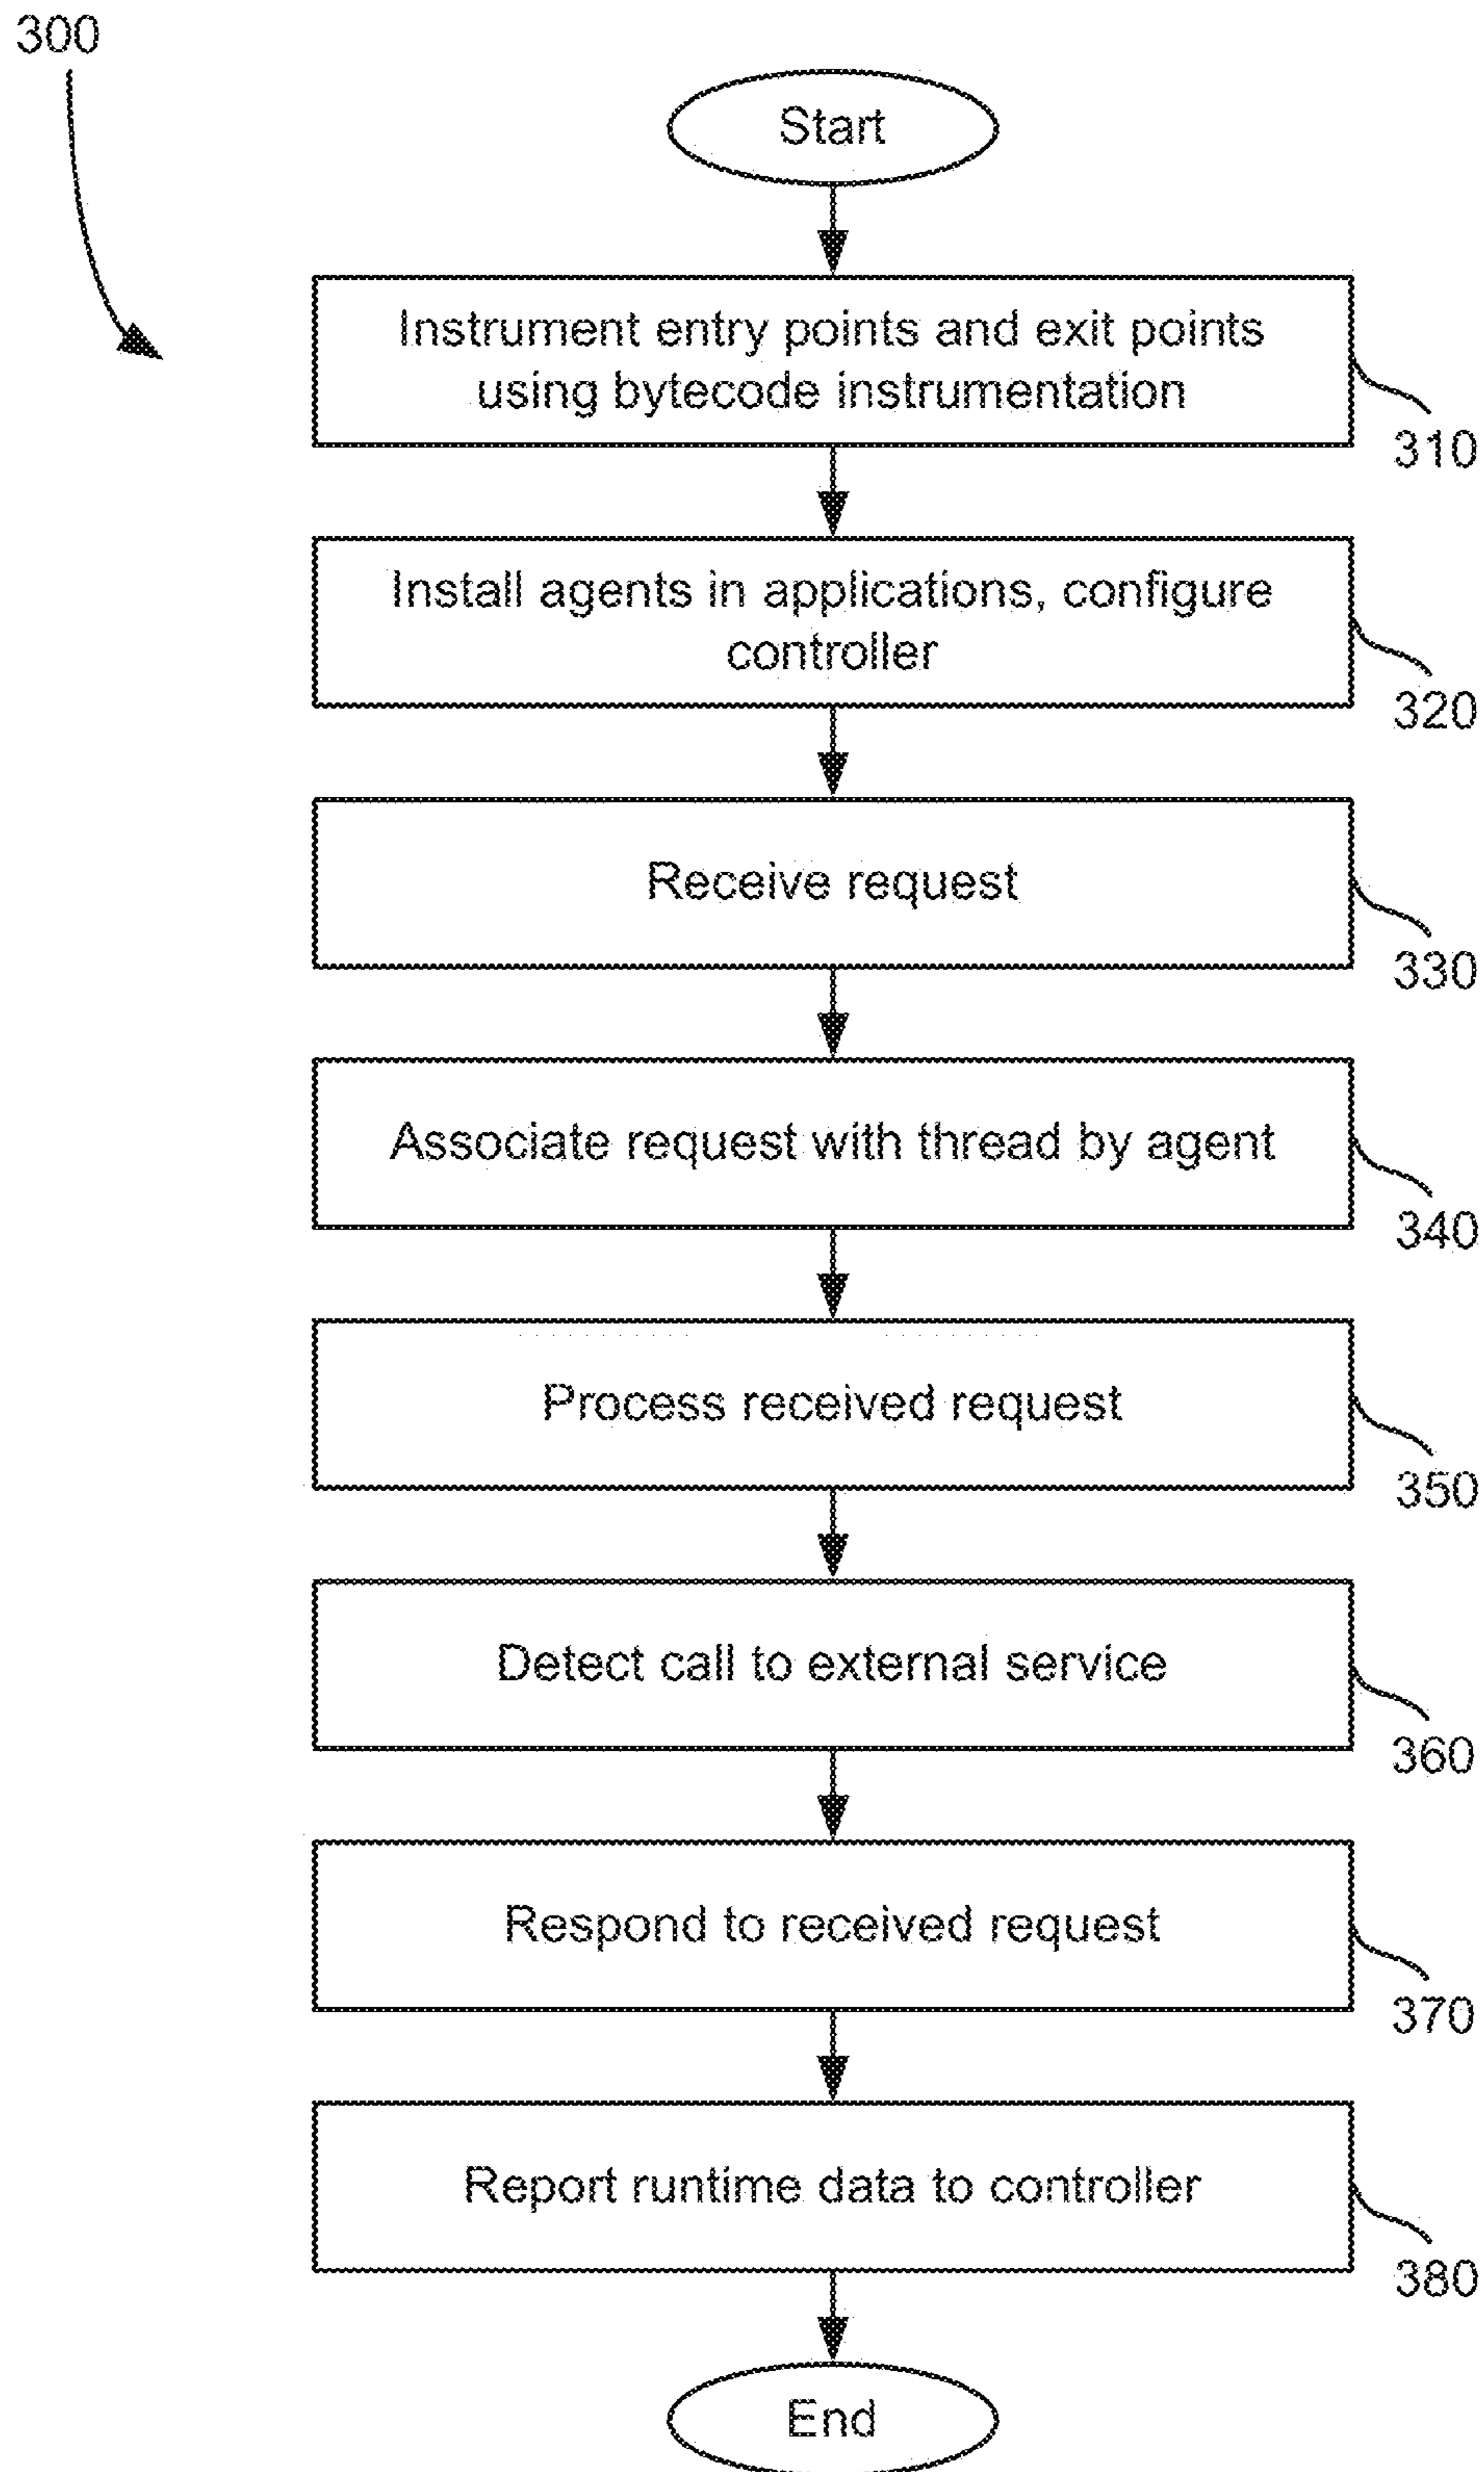 300
Start
Instrument entry points and exit points
using bytecode instrumentation
310
Install agents in applications, configure
controller
320
Receive request
330
Associate request with thread by agent
340
Process received request
350
Detect call to external service
360
Respond to received request
370
Report runtime data to controller
380
End